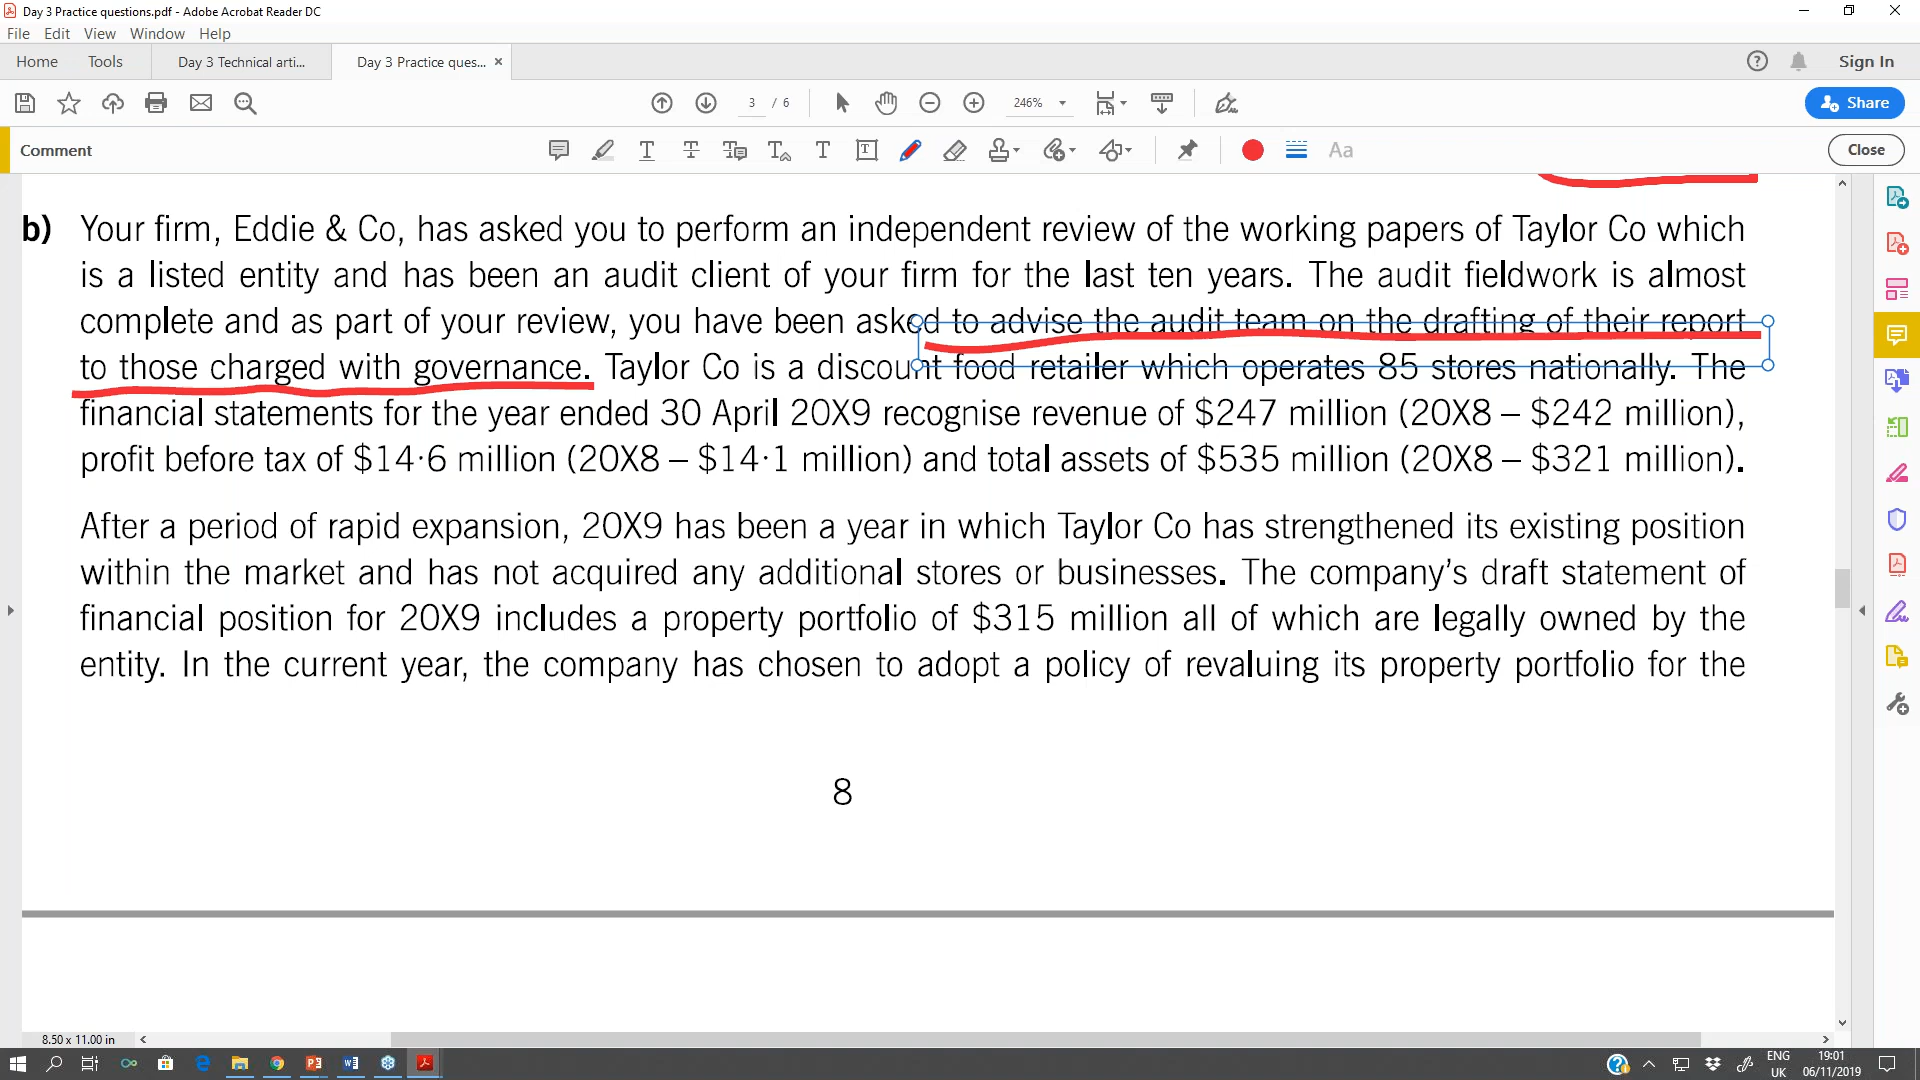 Day 3 Practice questions.pdf - Adobe Acrobat Reader DC
File Edit View Window Help
Home Tools Day 3 Technical arti... Day 3 Practice ques... × Sign In
3 / 6 246% Share
Comment Aa Close
b) Your firm, Eddie & Co, has asked you to perform an independent review of the working papers of Taylor Co which
is a listed entity and has been an audit client of your firm for the last ten years. The audit fieldwork is almost
complete and as part of your review, you have been asked to advise the audit team on the drafting of their report
to those charged with governance. Taylor Co is a discount food retailer which operates 85 stores nationally. The
financial statements for the year ended 30 April 20X9 recognise revenue of $247 million (20X8 – $242 million),
profit before tax of $14·6 million (20X8 – $14·1 million) and total assets of $535 million (20X8 – $321 million).
After a period of rapid expansion, 20X9 has been a year in which Taylor Co has strengthened its existing position
within the market and has not acquired any additional stores or businesses. The company's draft statement of
financial position for 20X9 includes a property portfolio of $315 million all of which are legally owned by the
entity. In the current year, the company has chosen to adopt a policy of revaluing its property portfolio for the
8
8.50 x 11.00 in
ENG 19:01
UK 06/11/2019